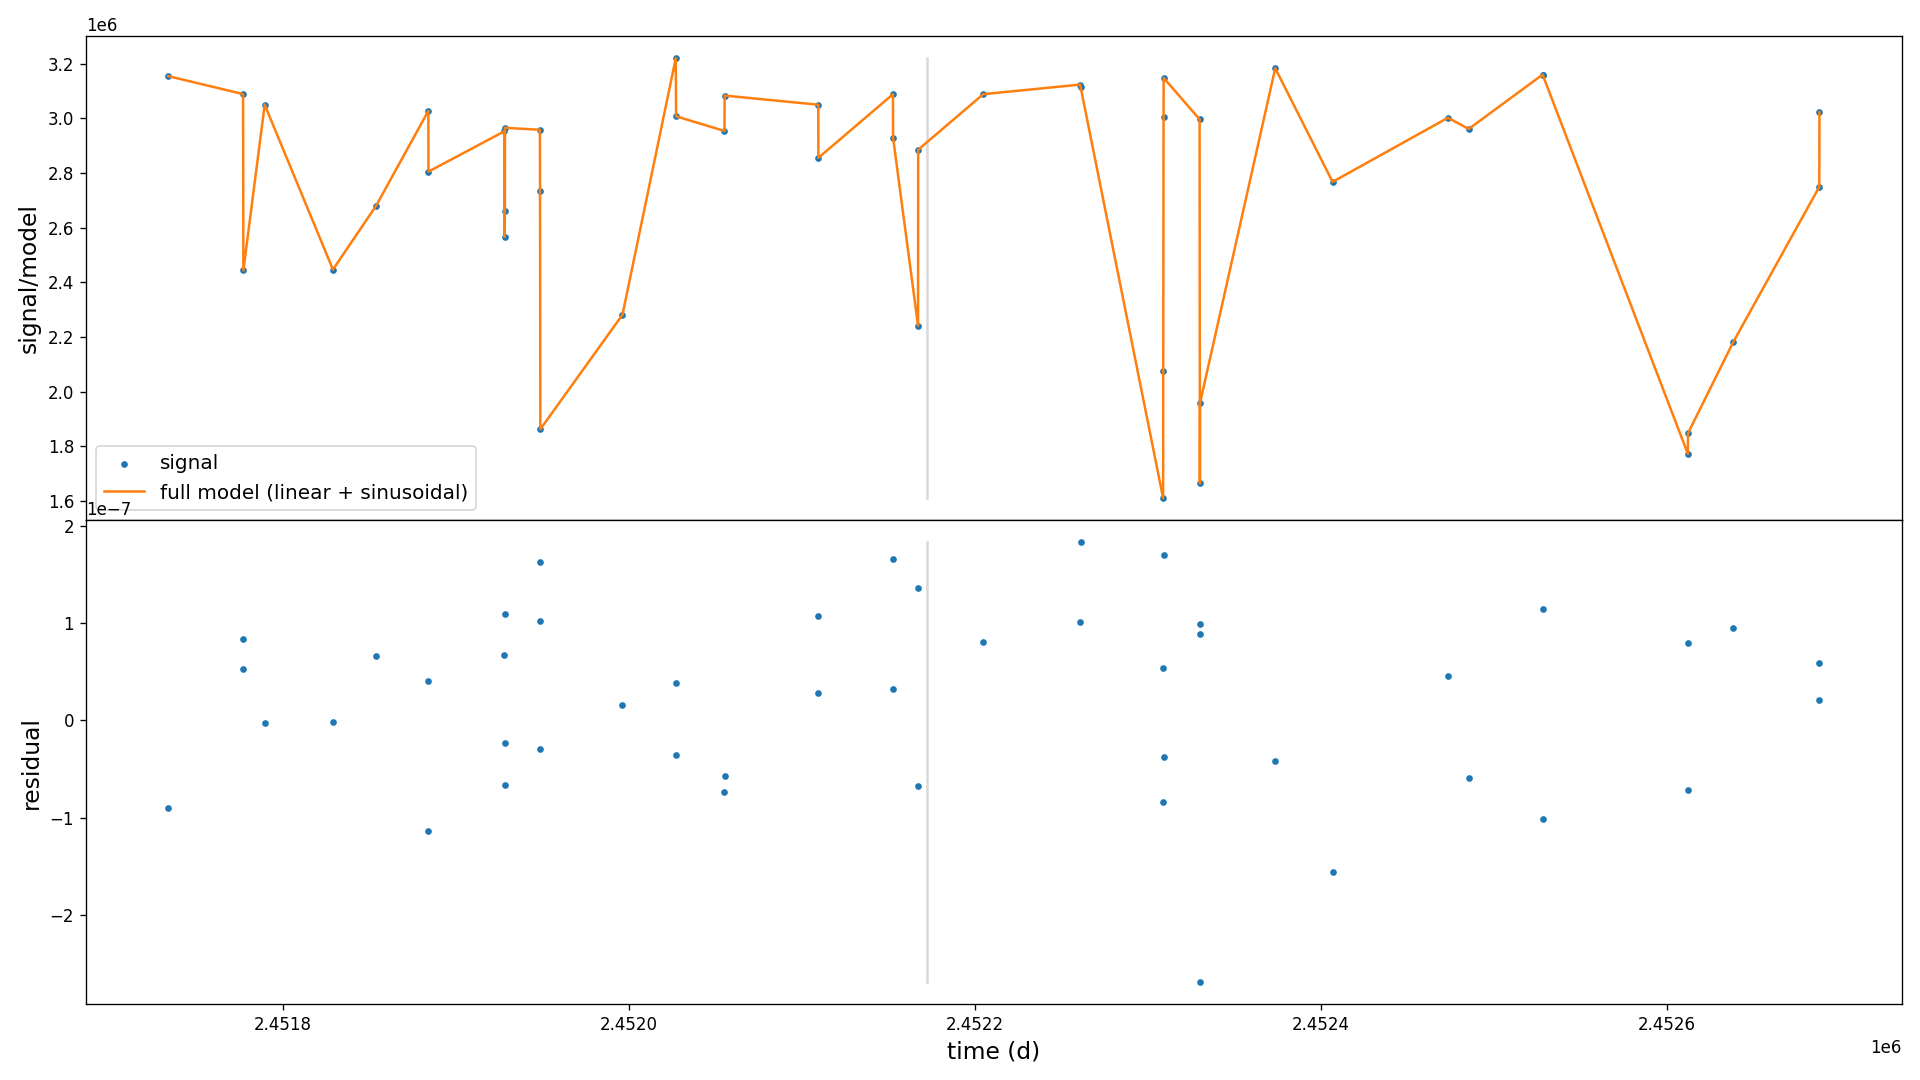 1e6
3.2
3.0
2.8
2.6
2.4
2.2
2.0
1.8
1.6
signal/model
signal
full model (linear + sinusoidal)
1e−7
2
1
0
−1
−2
residual
2.4518
2.4520
2.4522
2.4524
2.4526
time (d)
1e6